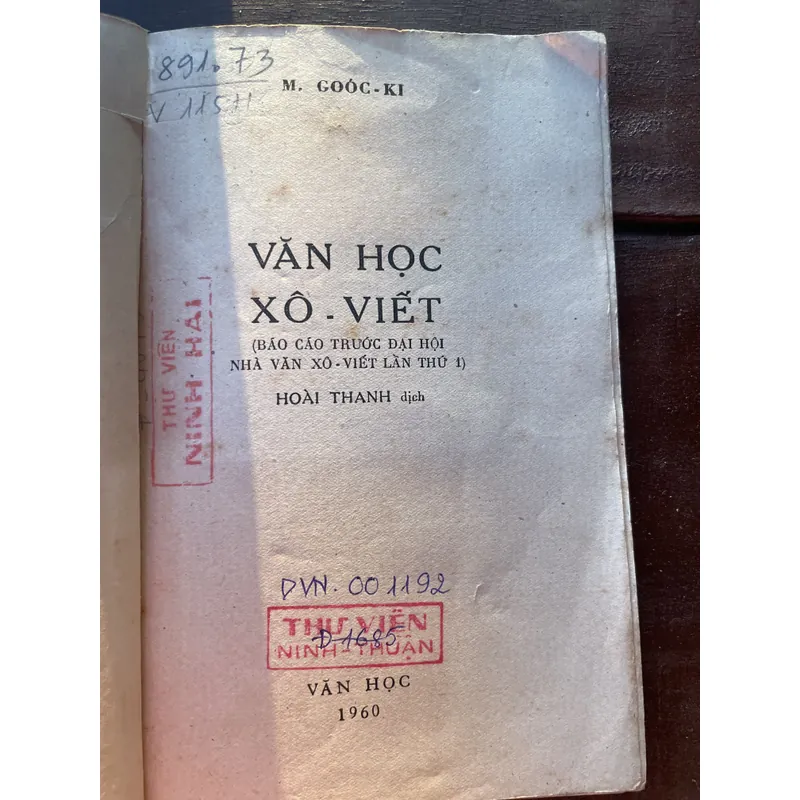 891.73
V 115H
M. GOÓC-KI
VĂN HỌC
XÔ - VIẾT
(BÁO CÁO TRƯỚC ĐẠI HỘI
NHÀ VĂN XÔ - VIẾT LẦN THỨ 1)
HOÀI THANH dịch
THƯ VIỆN
NINH HẢI
DVN. 001192
THƯ VIỆN
Đ-1685
NINH-THUẬN
VĂN HỌC
1960